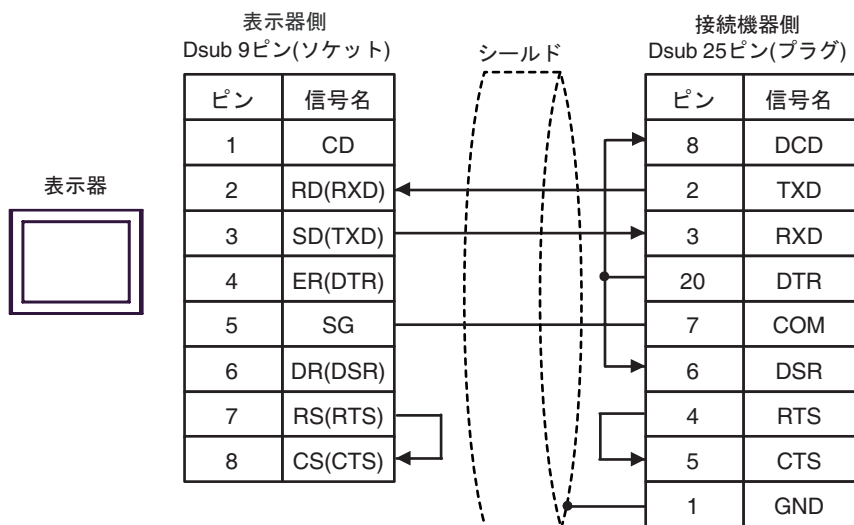 表示器側
Dsub 9ピン(ソケット)
シールド
接続機器側
Dsub 25ピン(プラグ)
表示器
ピン 信号名
1 CD
2 RD(RXD)
3 SD(TXD)
4 ER(DTR)
5 SG
6 DR(DSR)
7 RS(RTS)
8 CS(CTS)
ピン 信号名
8 DCD
2 TXD
3 RXD
20 DTR
7 COM
6 DSR
4 RTS
5 CTS
1 GND